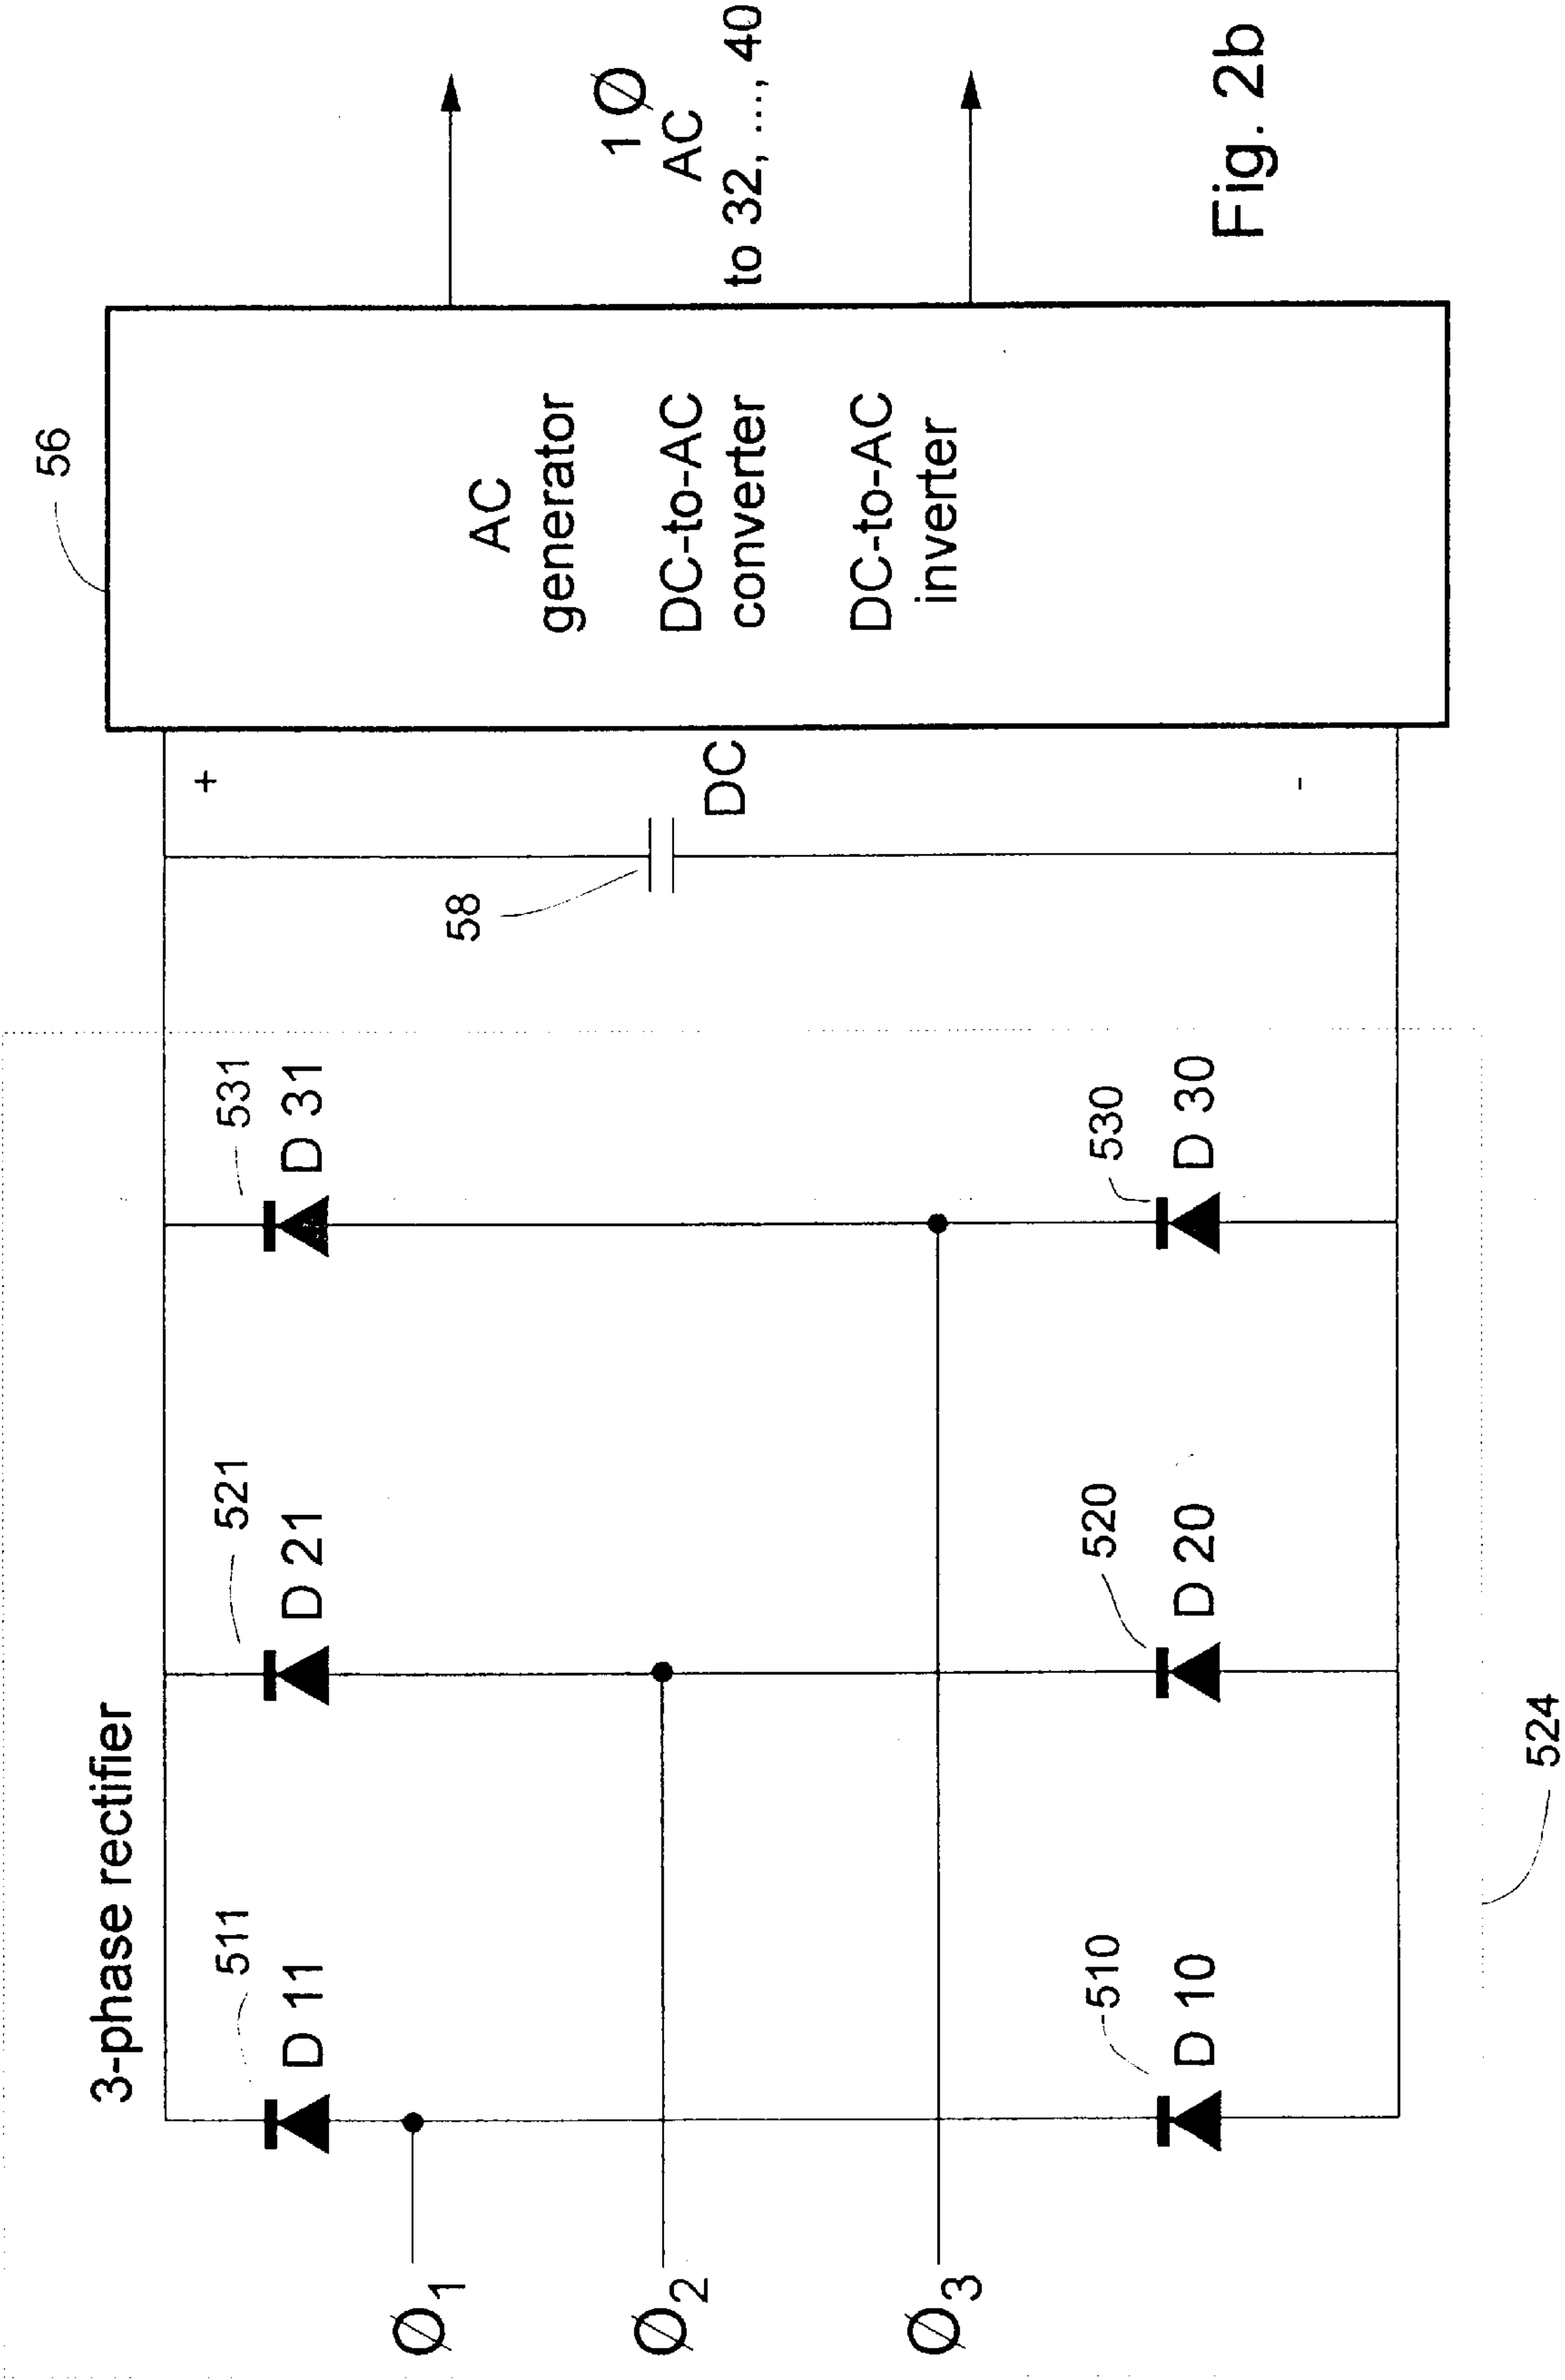 3-phase rectifier
511
D 11
521
D 21
531
D 31
56
+
Ø1
Ø2
Ø3
58
DC
AC
generator
DC-to-AC
converter
DC-to-AC
inverter
1 Ø
AC
to 32, ..., 40
510
D 10
520
D 20
530
D 30
-
524
Fig. 2b